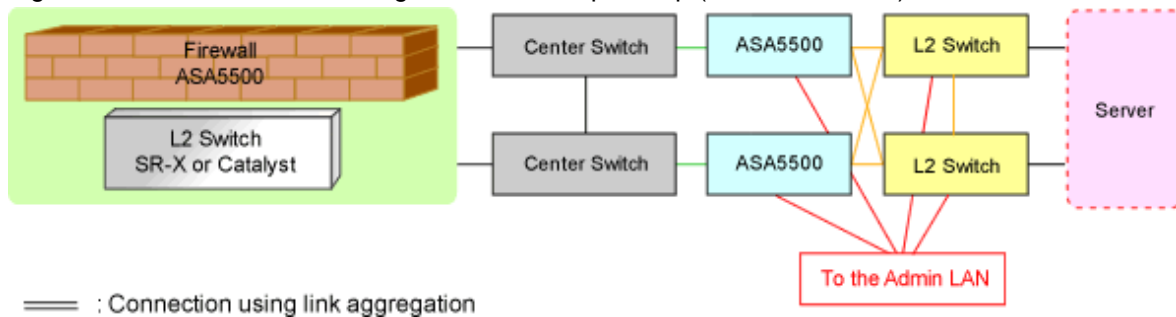 Firewall
ASA5500
L2 Switch
SR-X or Catalyst
Center Switch
ASA5500
L2 Switch
Server
Center Switch
ASA5500
L2 Switch
To the Admin LAN
: Connection using link aggregation